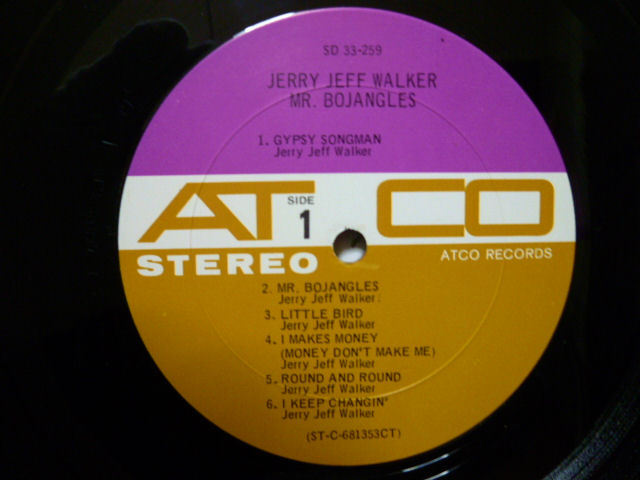 SD 33-259
JERRY JEFF WALKER
MR. BOJANGLES
1. GYPSY SONGMAN
Jerry Jeff Walker
ATCO
SIDE
1
STEREO
ATCO RECORDS
2. MR. BOJANGLES
Jerry Jeff Walker
3. LITTLE BIRD
Jerry Jeff Walker
4. I MAKES MONEY
(MONEY DON'T MAKE ME)
Jerry Jeff Walker
5. ROUND AND ROUND
Jerry Jeff Walker
6. I KEEP CHANGIN'
Jerry Jeff Walker
(ST-C-681353CT)